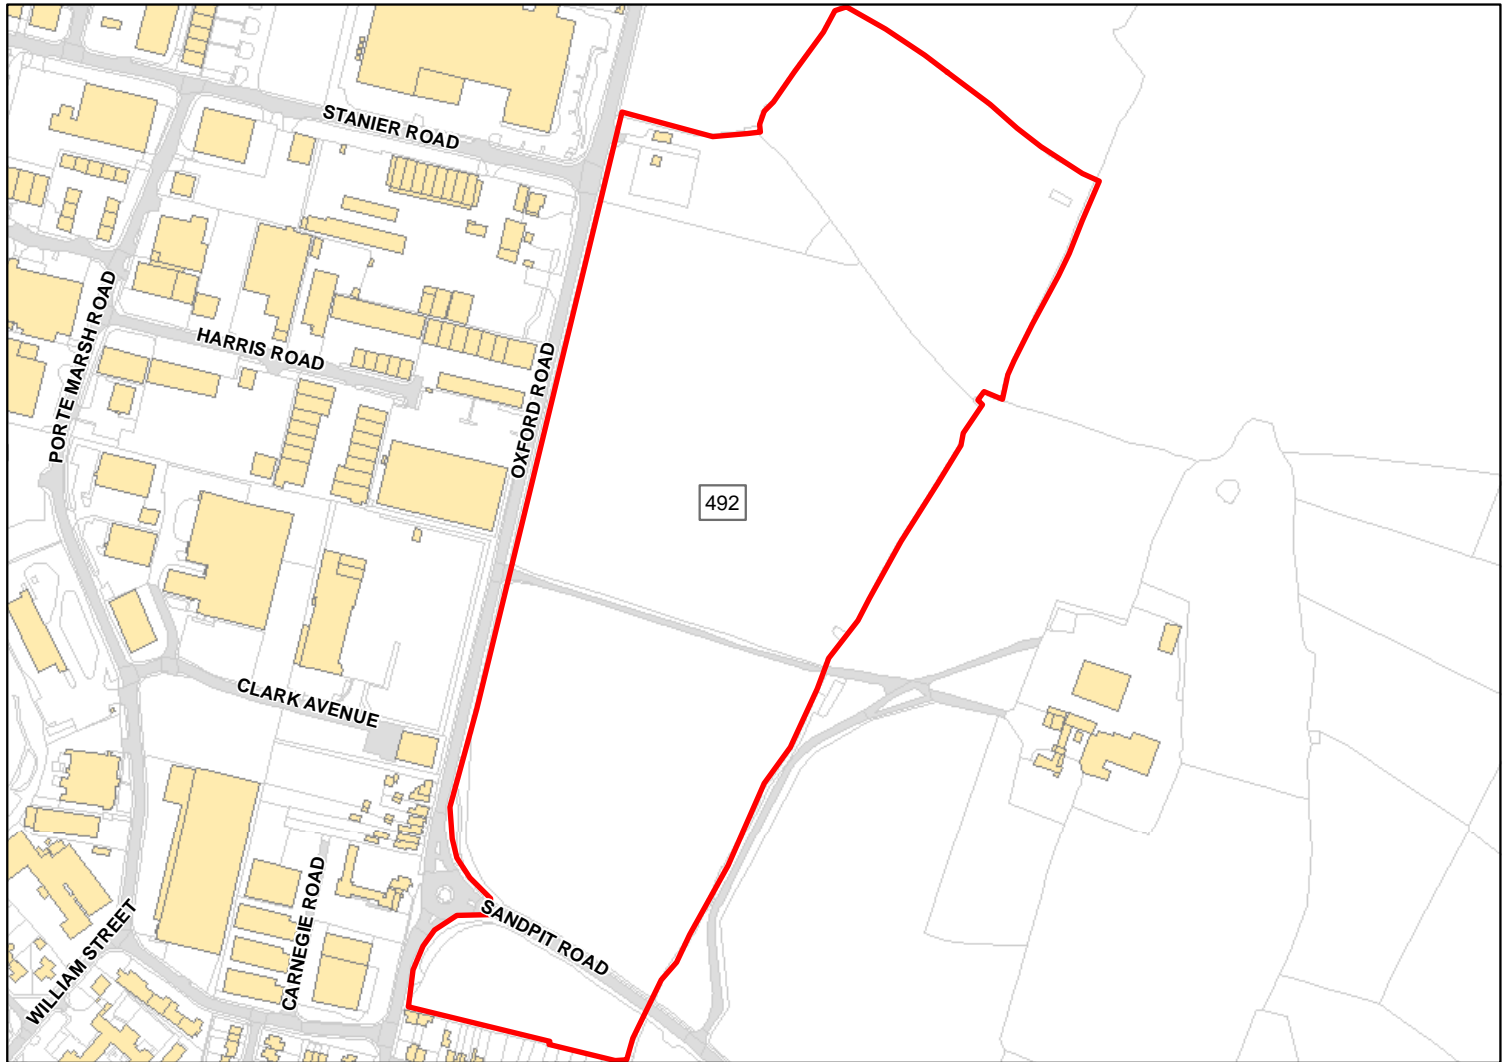 STANIER ROAD
PORTE MARSH ROAD
HARRIS ROAD
OXFORD ROAD
492
CLARK AVENUE
CARNEGIE ROAD
SANDPIT ROAD
WILLIAM STREET